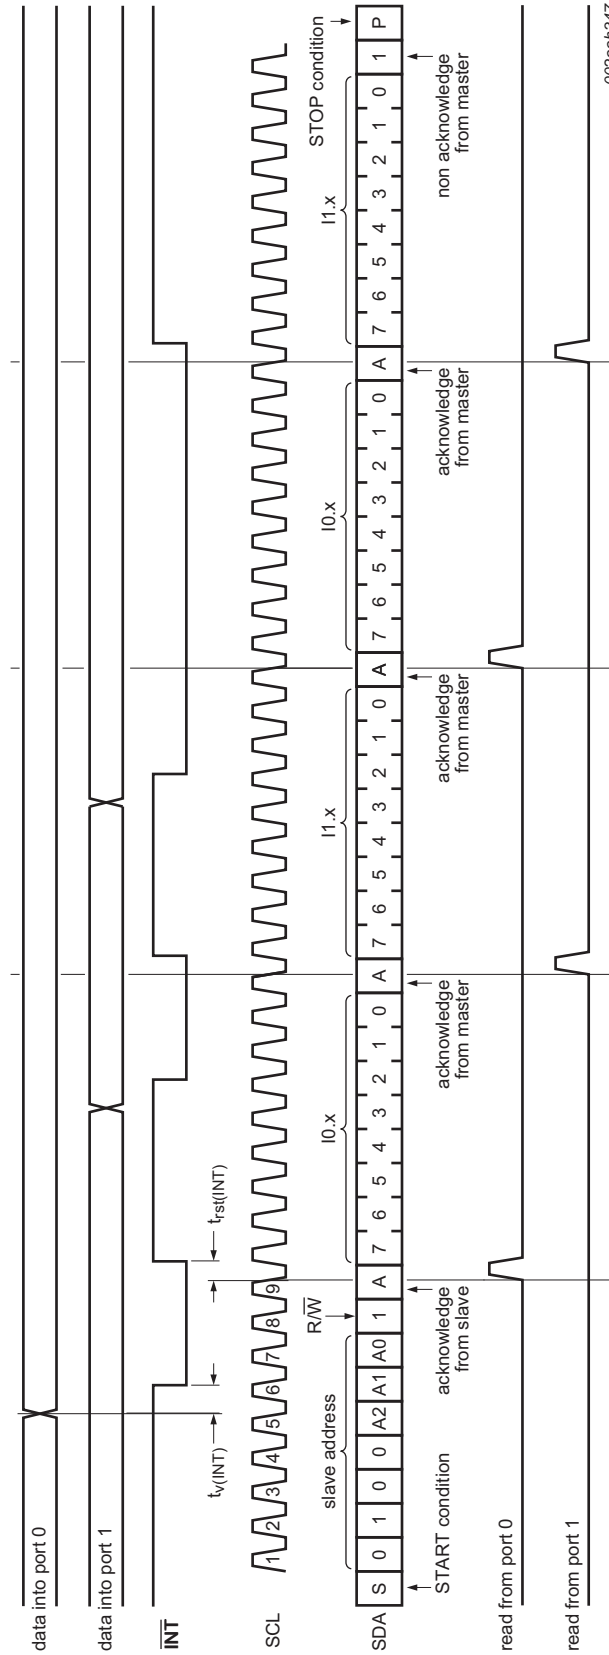 data into port 0
data into port 1
INT
tv(INT)
trst(INT)
SCL
1 2 3 4 5 6 7 8 9
slave address
R/W
I0.x
I1.x
I0.x
I1.x
STOP condition
SDA
S 0 1 0 0 A2 A1 A0 1 A 7 6 5 4 3 2 1 0 A 7 6 5 4 3 2 1 0 A 7 6 5 4 3 2 1 0 A 7 6 5 4 3 2 1 0 1 P
START condition
acknowledge
from slave
acknowledge
from master
acknowledge
from master
acknowledge
from master
non acknowledge
from master
read from port 0
read from port 1